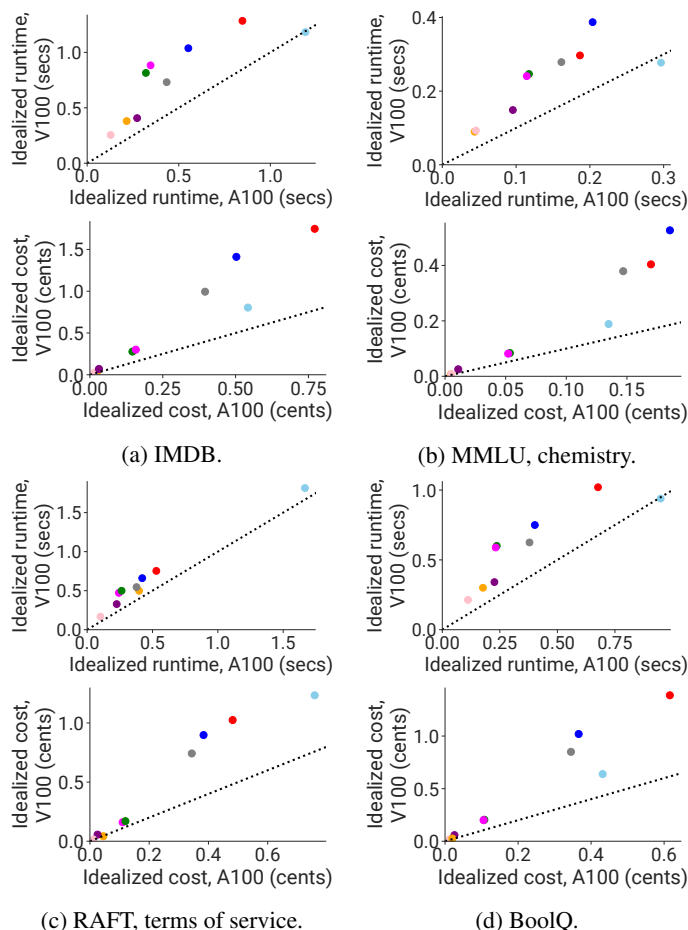 Idealized runtime,
V100 (secs)
1.0
0.5
0.0
0 0.5 1.0
Idealized runtime, A100 (secs)
Idealized runtime,
V100 (secs)
0.4
0.2
0.0
0 0.1 0.2 0.3
Idealized runtime, A100 (secs)
Idealized cost,
V100 (cents)
1.5
1.0
0.5
0.0
0.00 0.25 0.50 0.75
Idealized cost, A100 (cents)
Idealized cost,
V100 (cents)
0.4
0.2
0.0
0.00 0.05 0.10 0.15
Idealized cost, A100 (cents)
(a) IMDB.
(b) MMLU, chemistry.
Idealized runtime,
V100 (secs)
1.5
1.0
0.5
0.0
0 0.5 1.0 1.5
Idealized runtime, A100 (secs)
Idealized runtime,
V100 (secs)
1.0
0.5
0.0
0 0.25 0.50 0.75
Idealized runtime, A100 (secs)
Idealized cost,
V100 (cents)
1.0
0.5
0.0
0.0 0.2 0.4 0.6
Idealized cost, A100 (cents)
Idealized cost,
V100 (cents)
1.0
0.5
0.0
0.0 0.2 0.4 0.6
Idealized cost, A100 (cents)
(c) RAFT, terms of service.
(d) BoolQ.